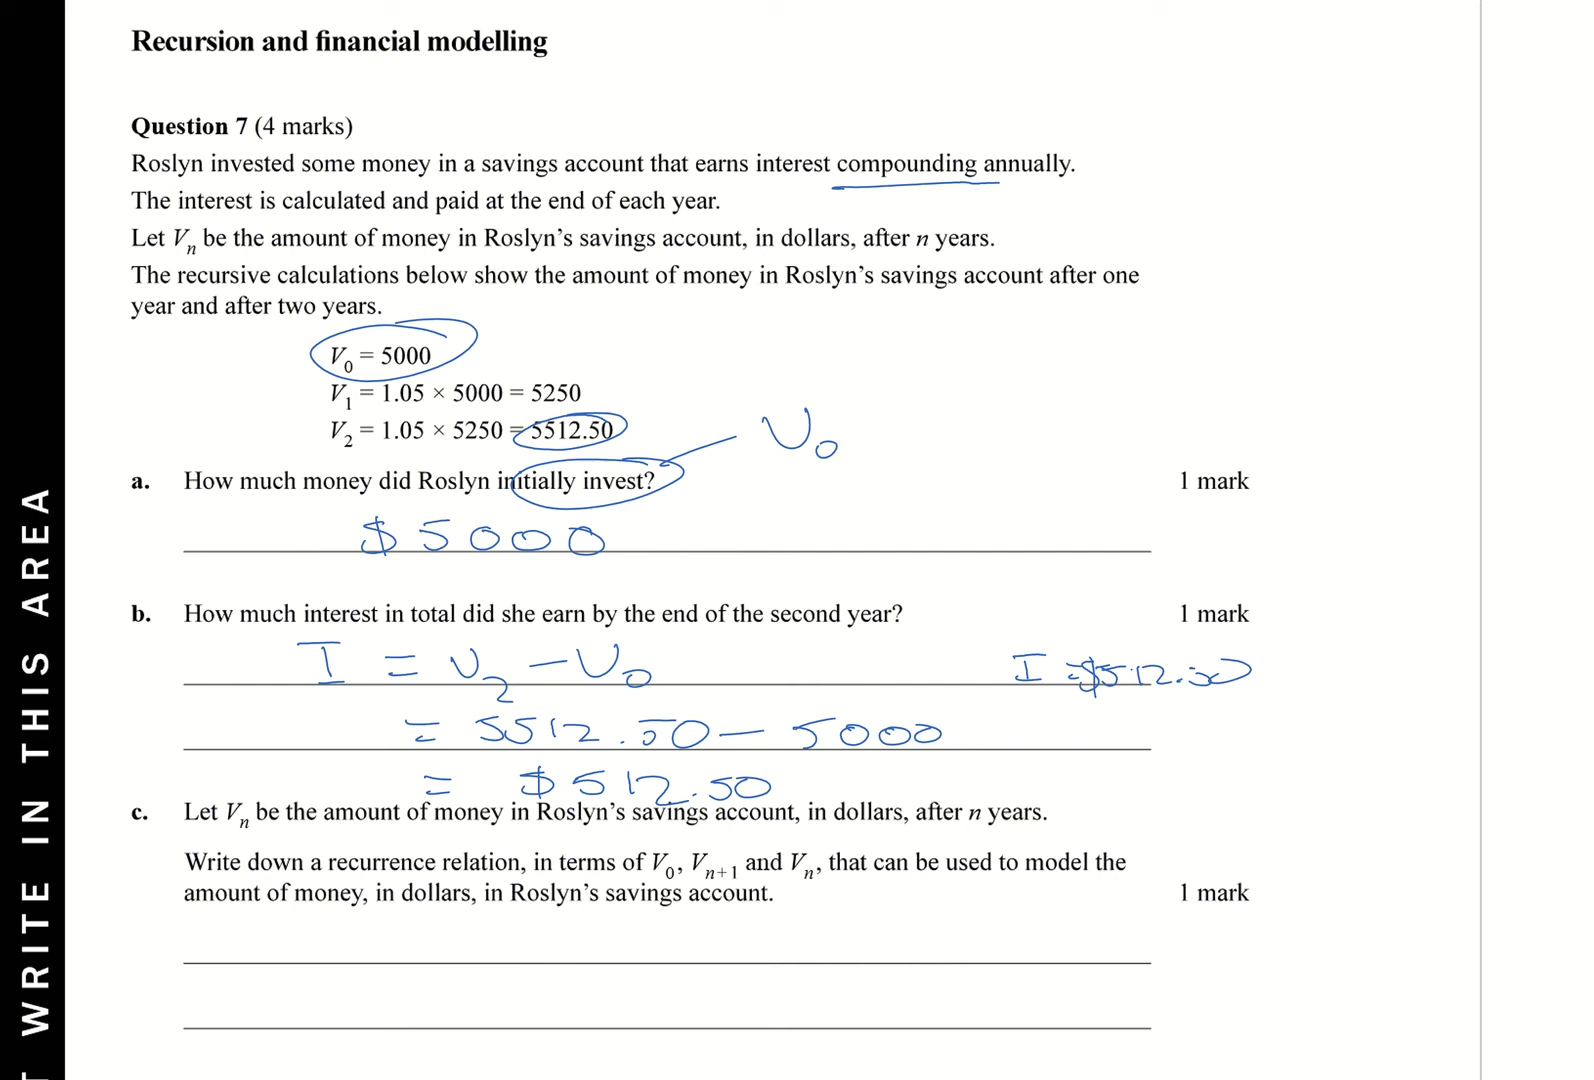 Recursion and financial modelling
Question 7 (4 marks)
Roslyn invested some money in a savings account that earns interest compounding annually.
The interest is calculated and paid at the end of each year.
Let Vn be the amount of money in Roslyn's savings account, in dollars, after n years.
The recursive calculations below show the amount of money in Roslyn's savings account after one
year and after two years.
V0 = 5000
V1 = 1.05 × 5000 = 5250
V2 = 1.05 × 5250 = 5512.50
V0
a. How much money did Roslyn initially invest? 1 mark
$5000
b. How much interest in total did she earn by the end of the second year? 1 mark
I = V2 − V0
I = $512.50
= 5512.50 − 5000
= $512.50
c. Let Vn be the amount of money in Roslyn's savings account, in dollars, after n years.
Write down a recurrence relation, in terms of V0, Vn+1 and Vn, that can be used to model the
amount of money, in dollars, in Roslyn's savings account. 1 mark
WRITE IN THIS AREA